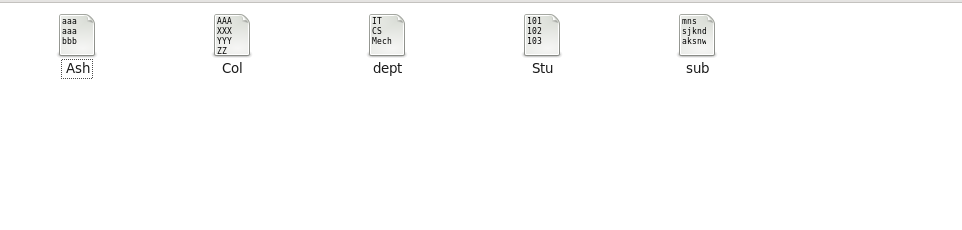 aaa
aaa
bbb
Ash
AAA
XXX
YYY
ZZ
Col
IT
CS
Mech
dept
101
102
103
Stu
mns
sjknd
aksnw
sub